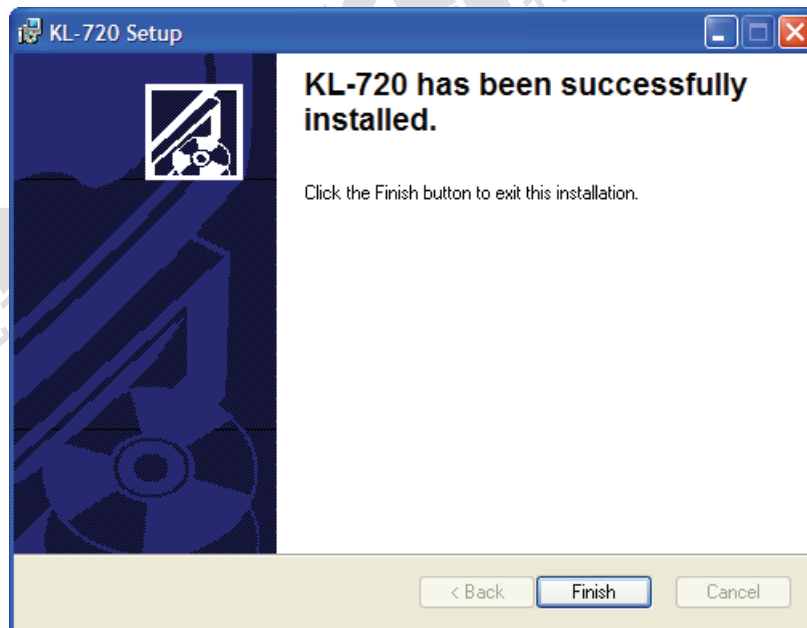 KL-720 Setup
KL-720 has been successfully
installed.
Click the Finish button to exit this installation.
< Back Finish Cancel